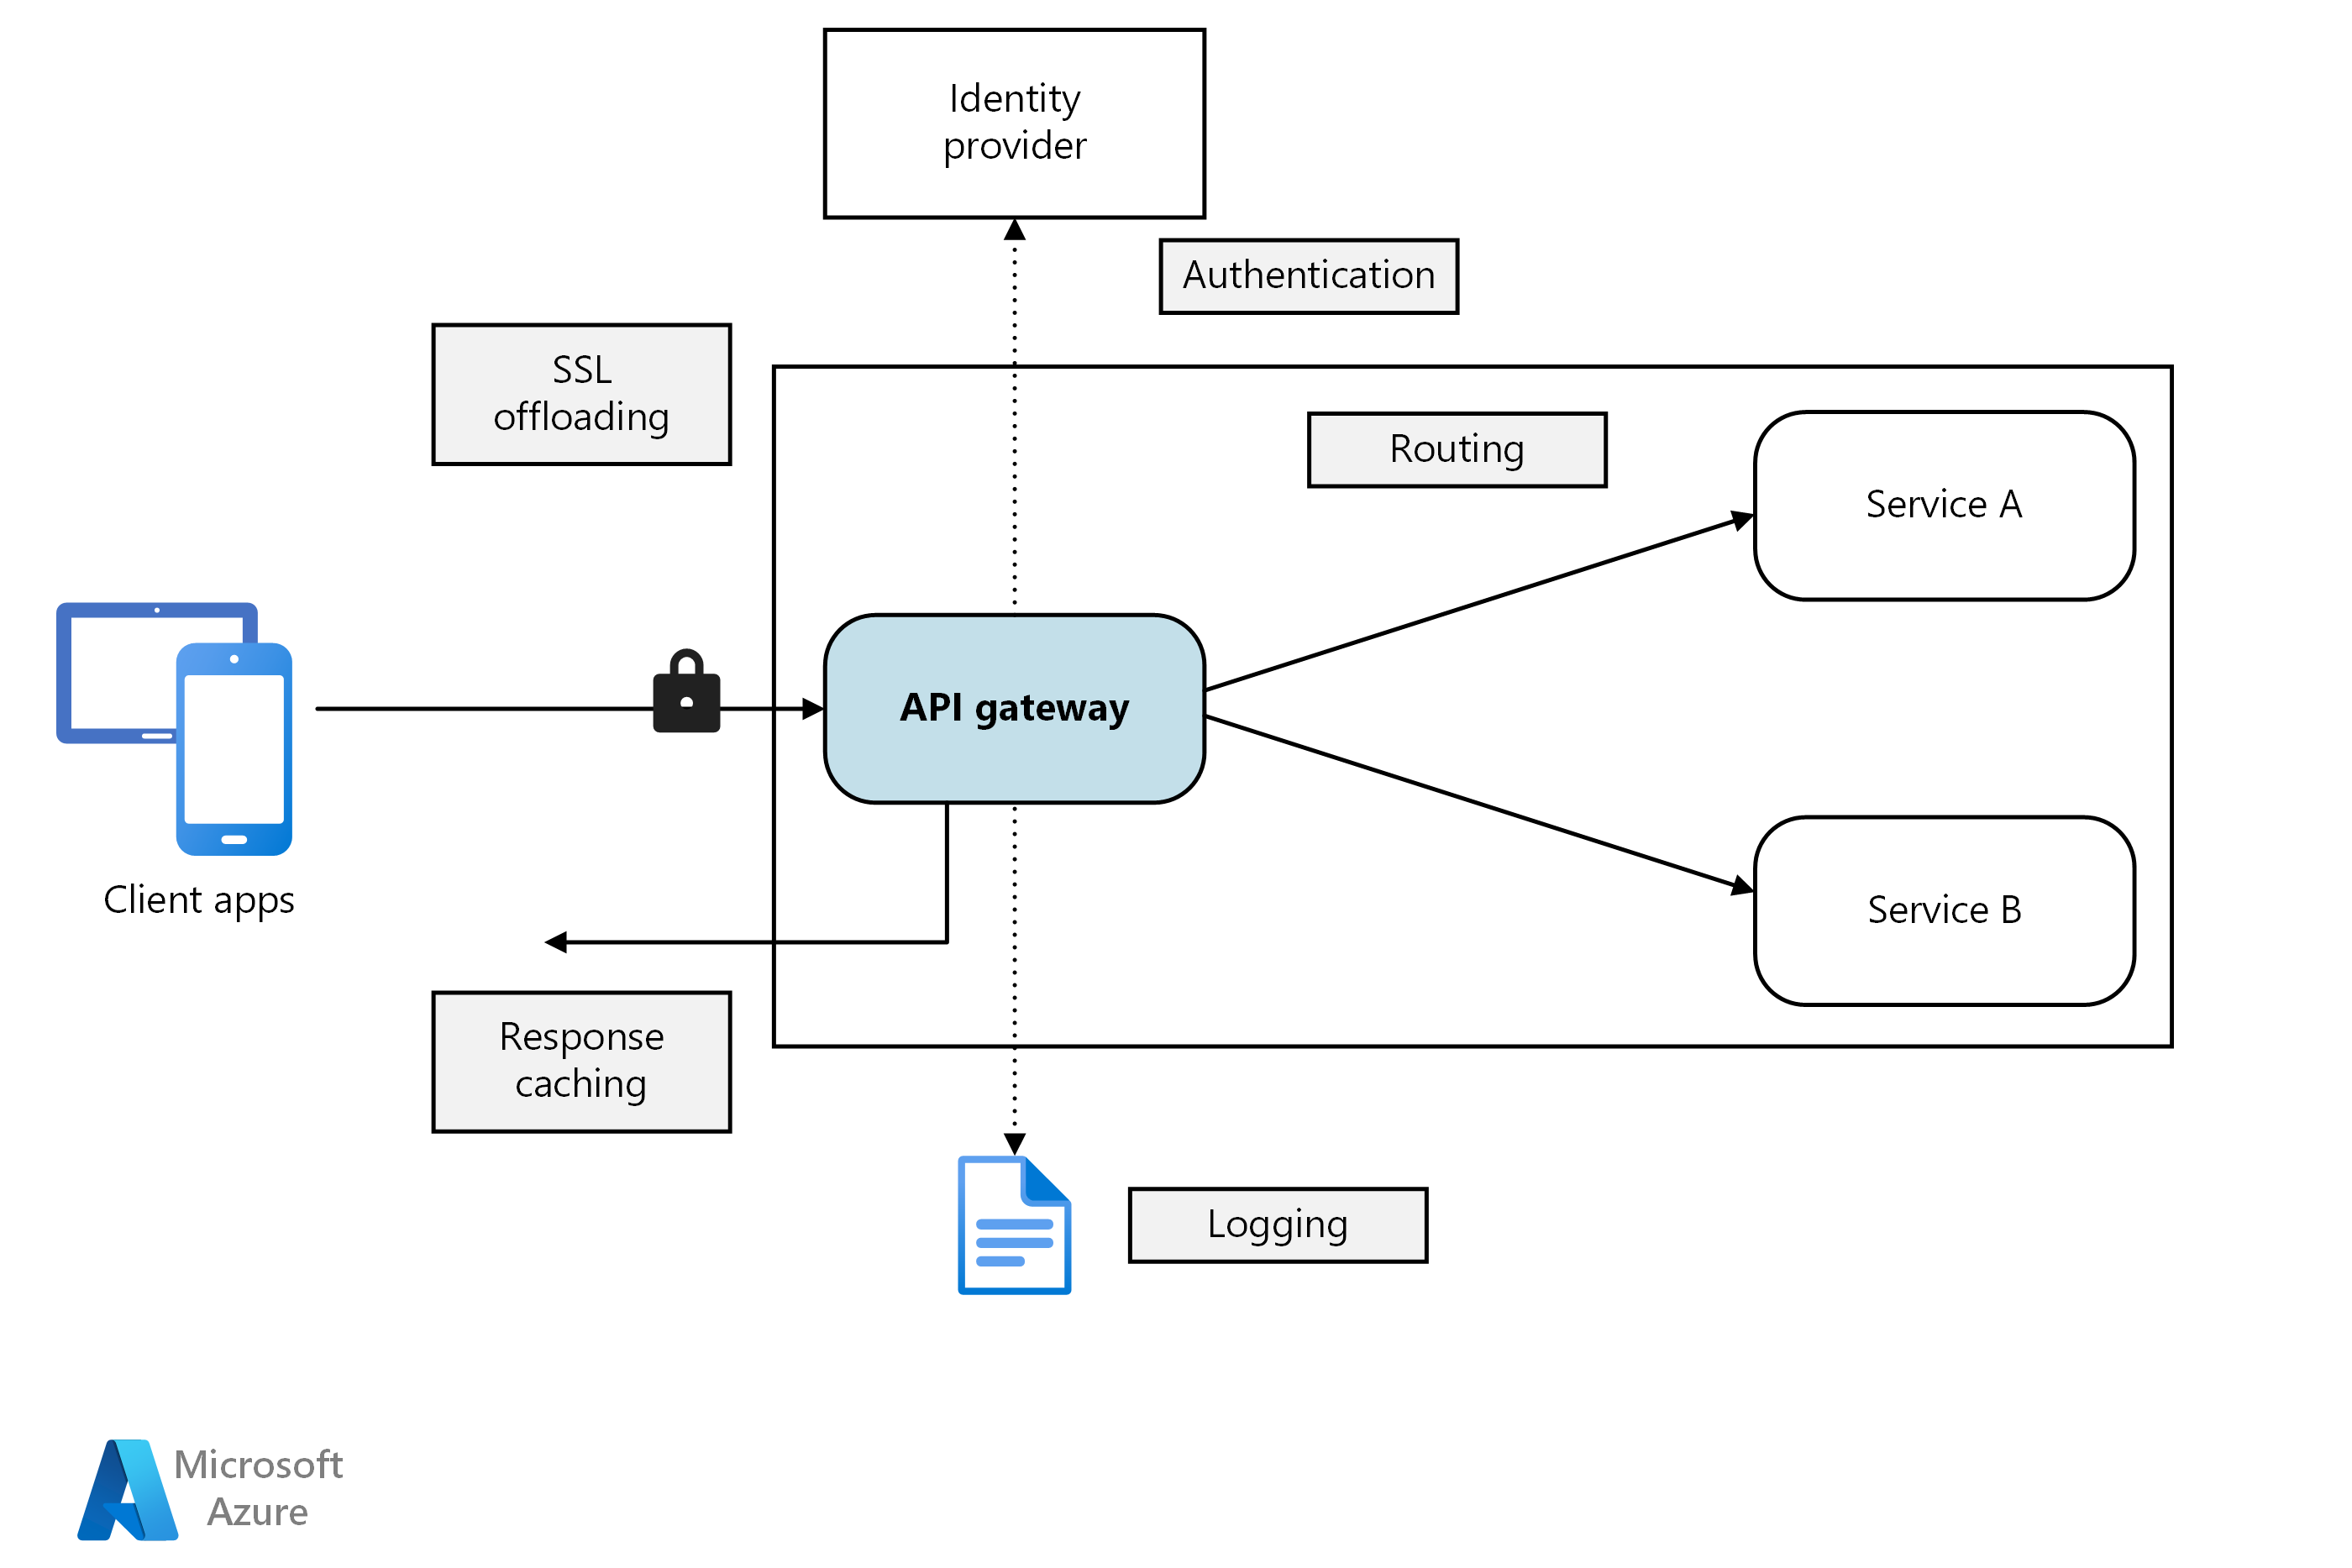 Identity
provider
Authentication
SSL
offloading
Routing
Service A
API gateway
Client apps
Service B
Response
caching
Logging
Microsoft
Azure